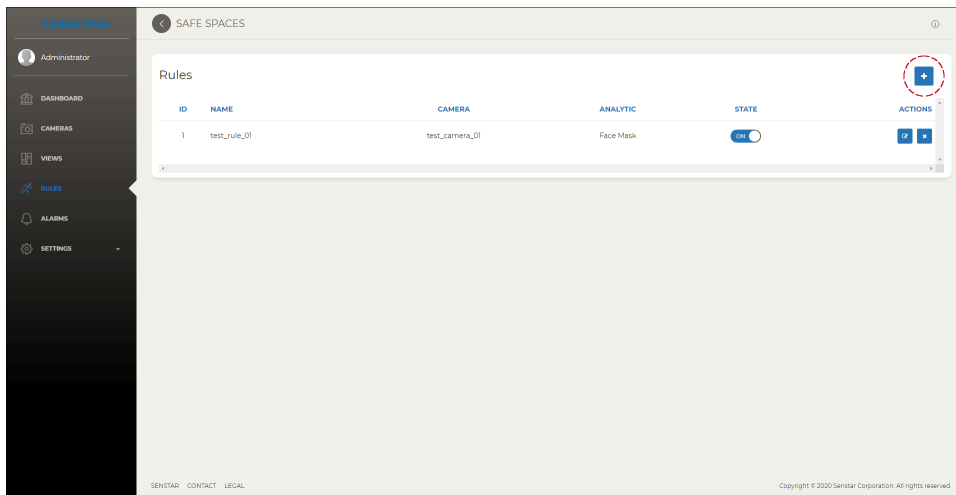 SENSTAR
SAFE SPACES
Administrator
DASHBOARD
CAMERAS
VIEWS
RULES
ALARMS
SETTINGS
Rules
ID NAME CAMERA ANALYTIC STATE ACTIONS
1 test_rule_01 test_camera_01 Face Mask ON
SENSTAR CONTACT LEGAL
Copyright © 2020 Senstar Corporation. All rights reserved.